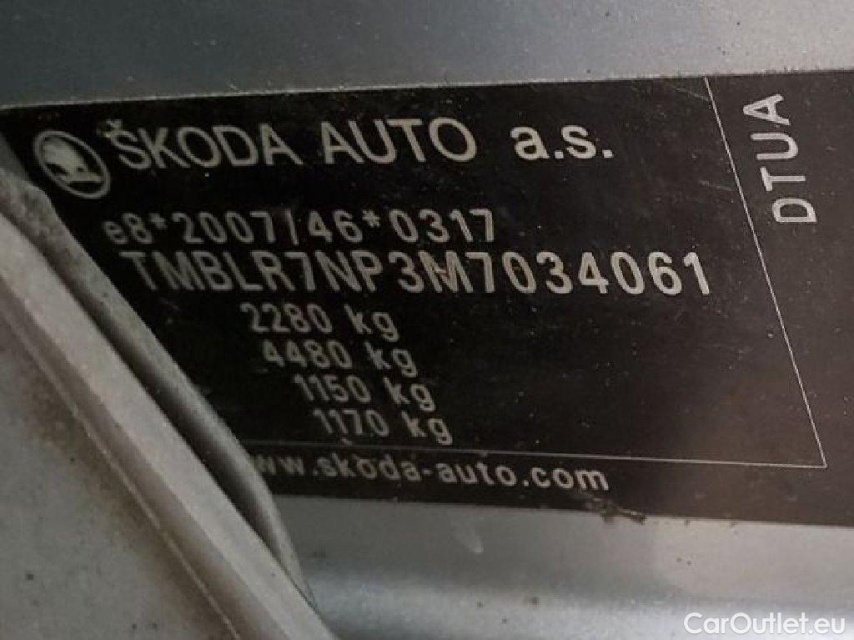 ŠKODA AUTO a.s.
DTUA
e8*2007/46*0317
TMBLR7NP3M7034061
2280 kg
4480 kg
1150 kg
1170 kg
www.skoda-auto.com
CarOutlet.eu